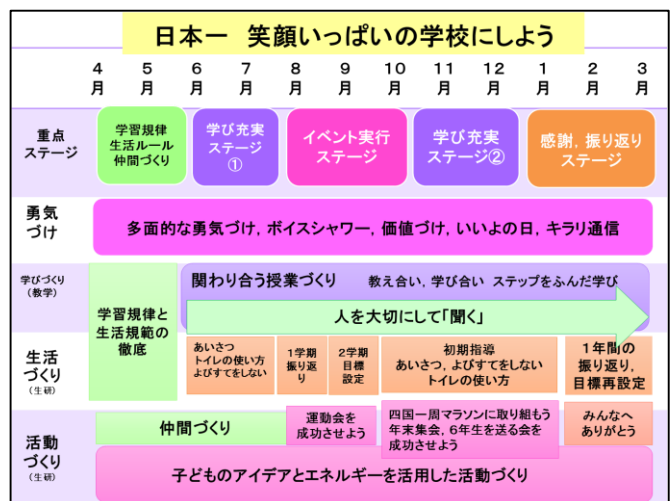 日本一 笑顔いっぱいの学校にしよう
4月 5月 6月 7月 8月 9月 10月 11月 12月 1月 2月 3月
重点
ステージ
学習規律
生活ルール
仲間づくり
学び充実
ステージ
①
イベント実行
ステージ
学び充実
ステージ②
感謝,振り返り
ステージ
勇気
づけ
多面的な勇気づけ,ボイスシャワー,価値づけ,いいよの日,キラリ通信
学びづくり
(教学)
学習規律と
生活規範の
徹底
関わり合う授業づくり 教え合い,学び合い ステップをふんだ学び
人を大切にして「聞く」
生活
づくり
(生研)
あいさつ
トイレの使い方
よびすてをしない
1学期
振り返
り
2学期
目標
設定
初期指導
あいさつ,よびすてをしない
トイレの使い方
1年間の
振り返り,
目標再設定
活動
づくり
(生研)
仲間づくり
運動会を
成功させよう
四国一周マラソンに取り組もう
年末集会,6年生を送る会を
成功させよう
みんなへ
ありがとう
子どものアイデアとエネルギーを活用した活動づくり